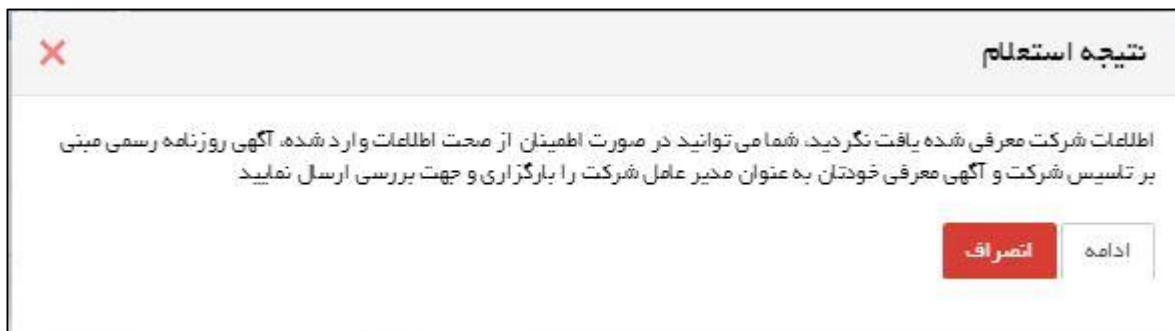 نتیجه استعلام
اطلاعات شرکت معرفی شده یافت نگردید، شما می توانید در صورت اطمینان از صحت اطلاعات وارد شده، آگهی روزنامه رسمی مبنی
بر تاسیس شرکت و آگهی معرفی خودتان به عنوان مدیر عامل شرکت را بارگزاری و جهت بررسی ارسال نمایید
ادامه انصراف